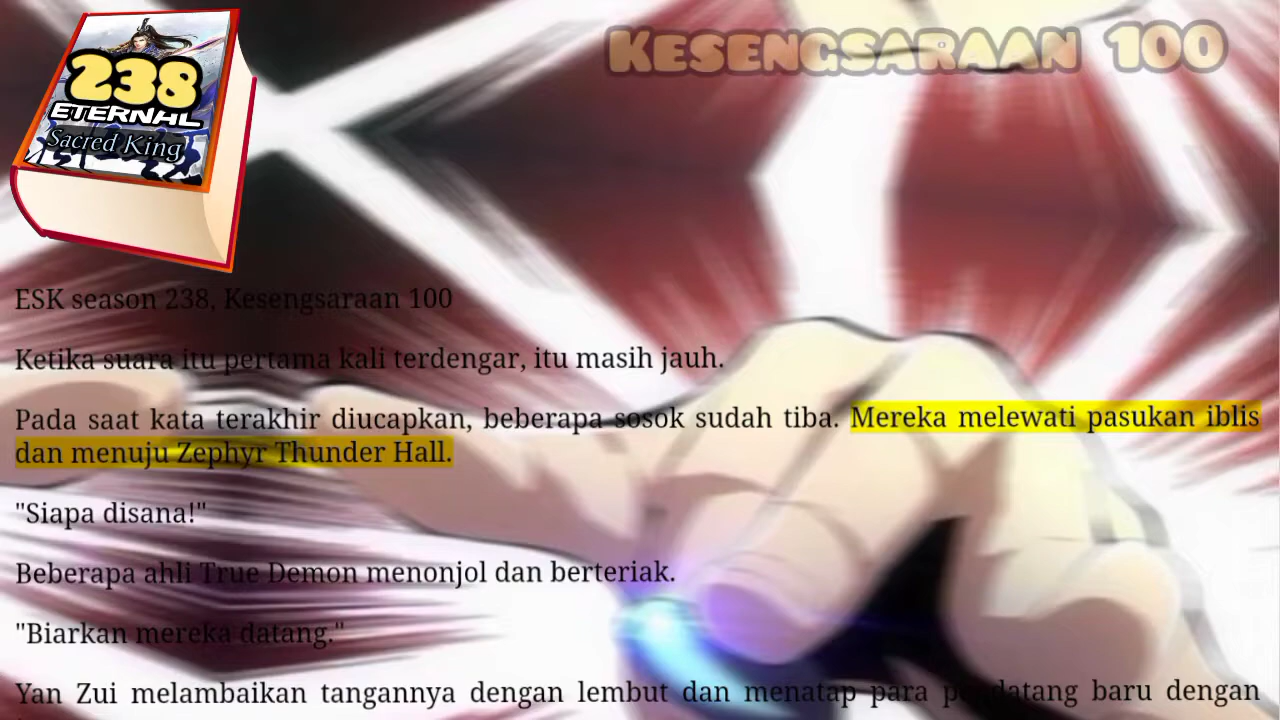 Kesengsaraan 100
238
ETERNAL
Sacred King
ESK season 238, Kesengsaraan 100
Ketika suara itu pertama kali terdengar, itu masih jauh.
Pada saat kata terakhir diucapkan, beberapa sosok sudah tiba. Mereka melewati pasukan iblis
dan menuju Zephyr Thunder Hall.
"Siapa disana!"
Beberapa ahli True Demon menonjol dan berteriak.
"Biarkan mereka datang."
Yan Zui melambaikan tangannya dengan lembut dan menatap para pendatang baru dengan